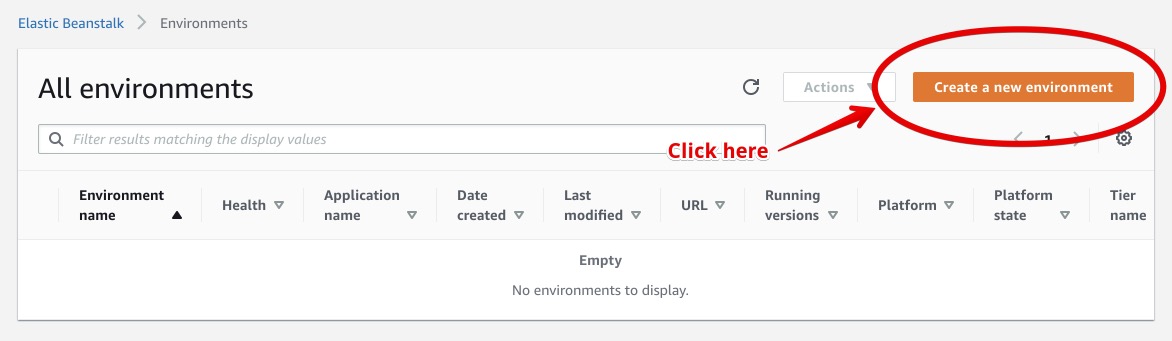 Elastic Beanstalk > Environments
All environments
Actions
Create a new environment
Filter results matching the display values
Click here
1
Environment name
Health
Application name
Date created
Last modified
URL
Running versions
Platform
Platform state
Tier name
Empty
No environments to display.